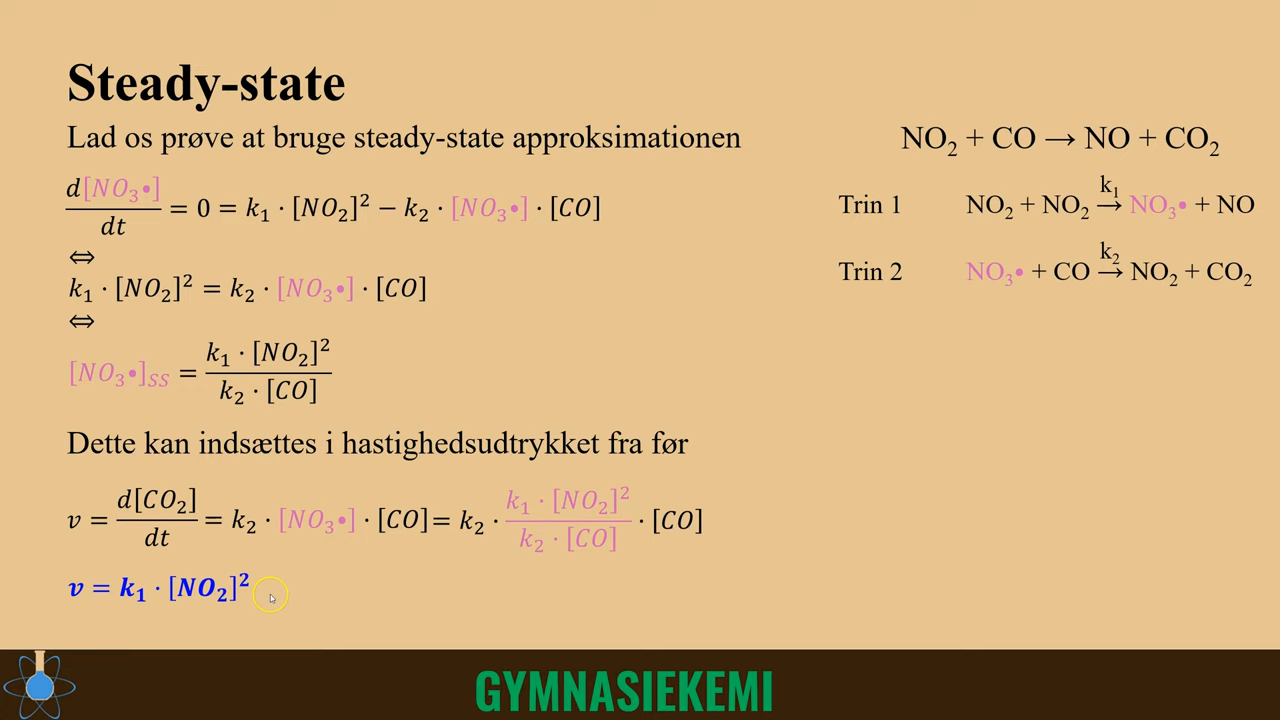 Steady-state
Lad os prøve at bruge steady-state approksimationen
d[NO₃•]/dt = 0 = k₁ · [NO₂]² − k₂ · [NO₃•] · [CO]
⇔
k₁ · [NO₂]² = k₂ · [NO₃•] · [CO]
⇔
[NO₃•]SS = k₁ · [NO₂]² / k₂ · [CO]
Dette kan indsættes i hastighedsudtrykket fra før
v = d[CO₂]/dt = k₂ · [NO₃•] · [CO] = k₂ · k₁ · [NO₂]² / k₂ · [CO] · [CO]
v = k₁ · [NO₂]²
NO₂ + CO → NO + CO₂
Trin 1 NO₂ + NO₂ →k₁ NO₃• + NO
Trin 2 NO₃• + CO →k₂ NO₂ + CO₂
GYMNASIEKEMI